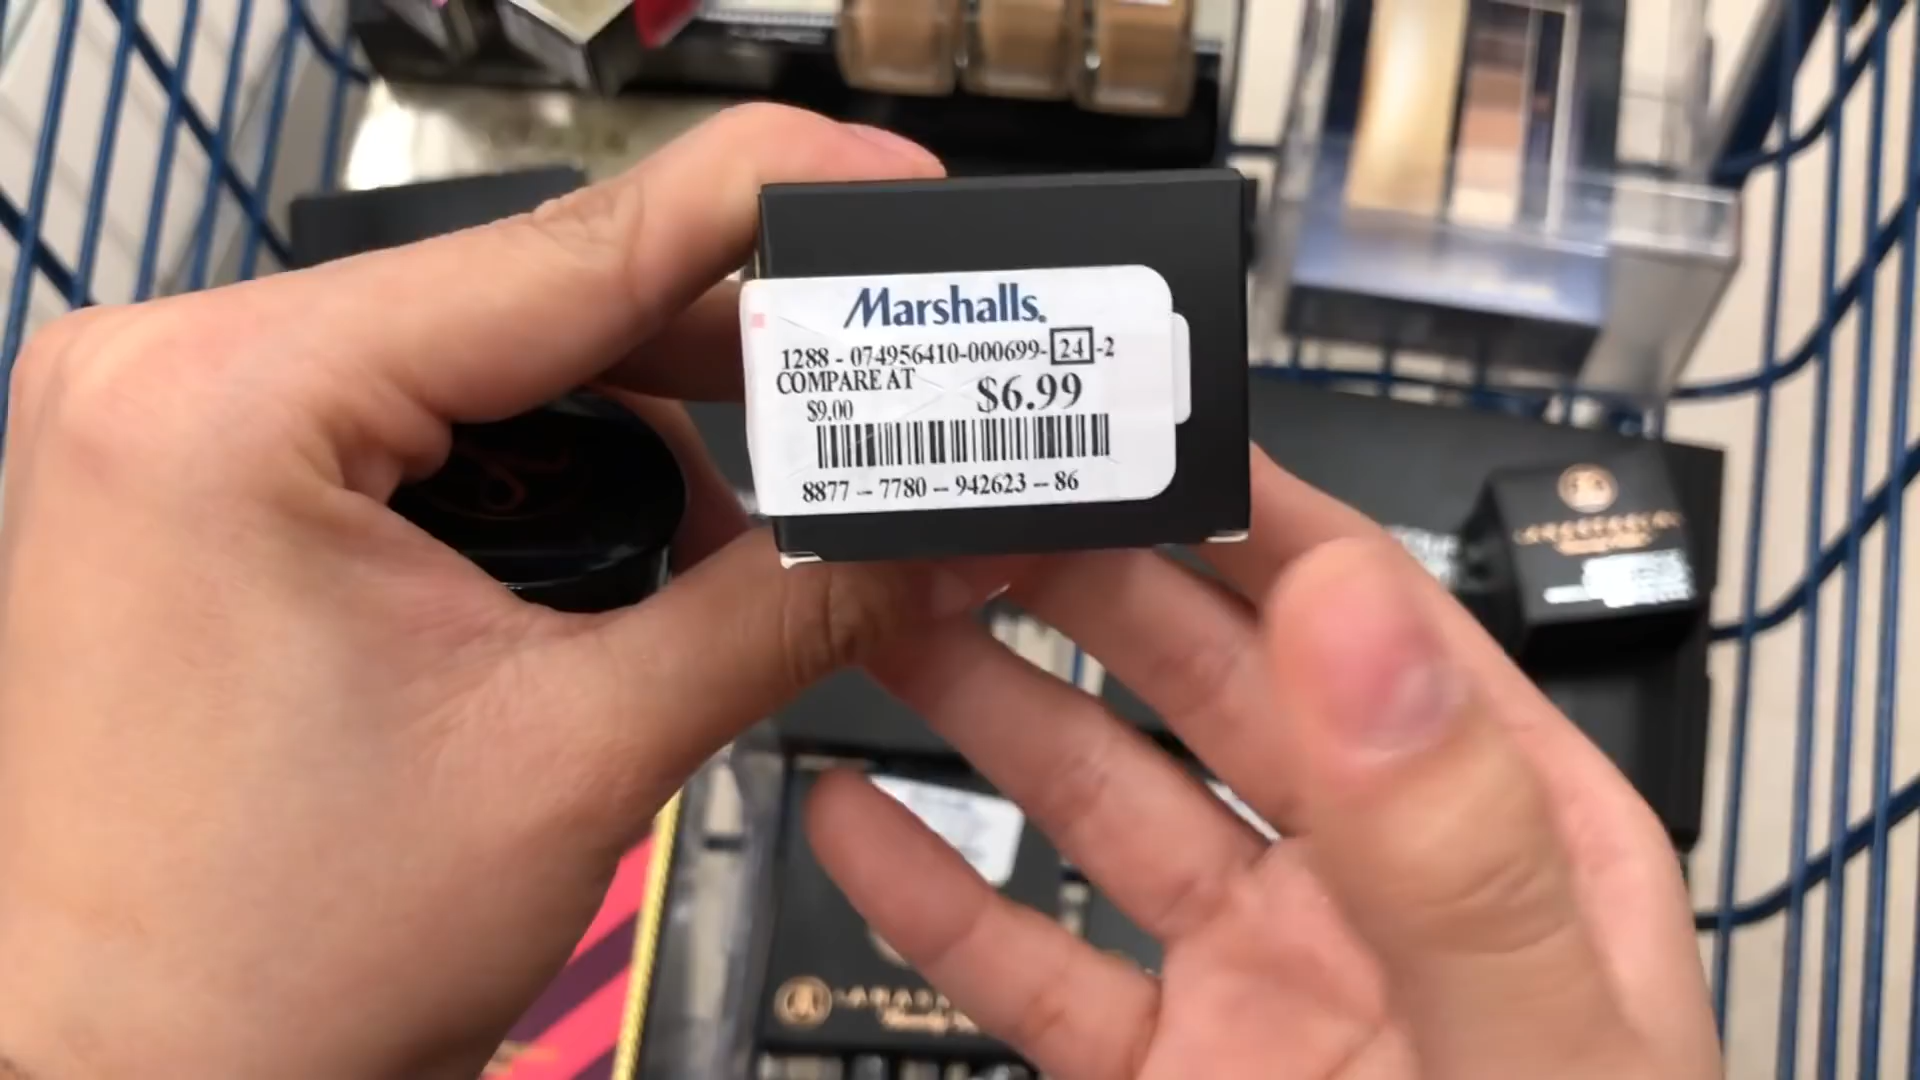 Marshalls.
1288 - 074956410-000699-24-2
COMPARE AT
$9.00
$6.99
8877 -- 7780 -- 942623 -- 86